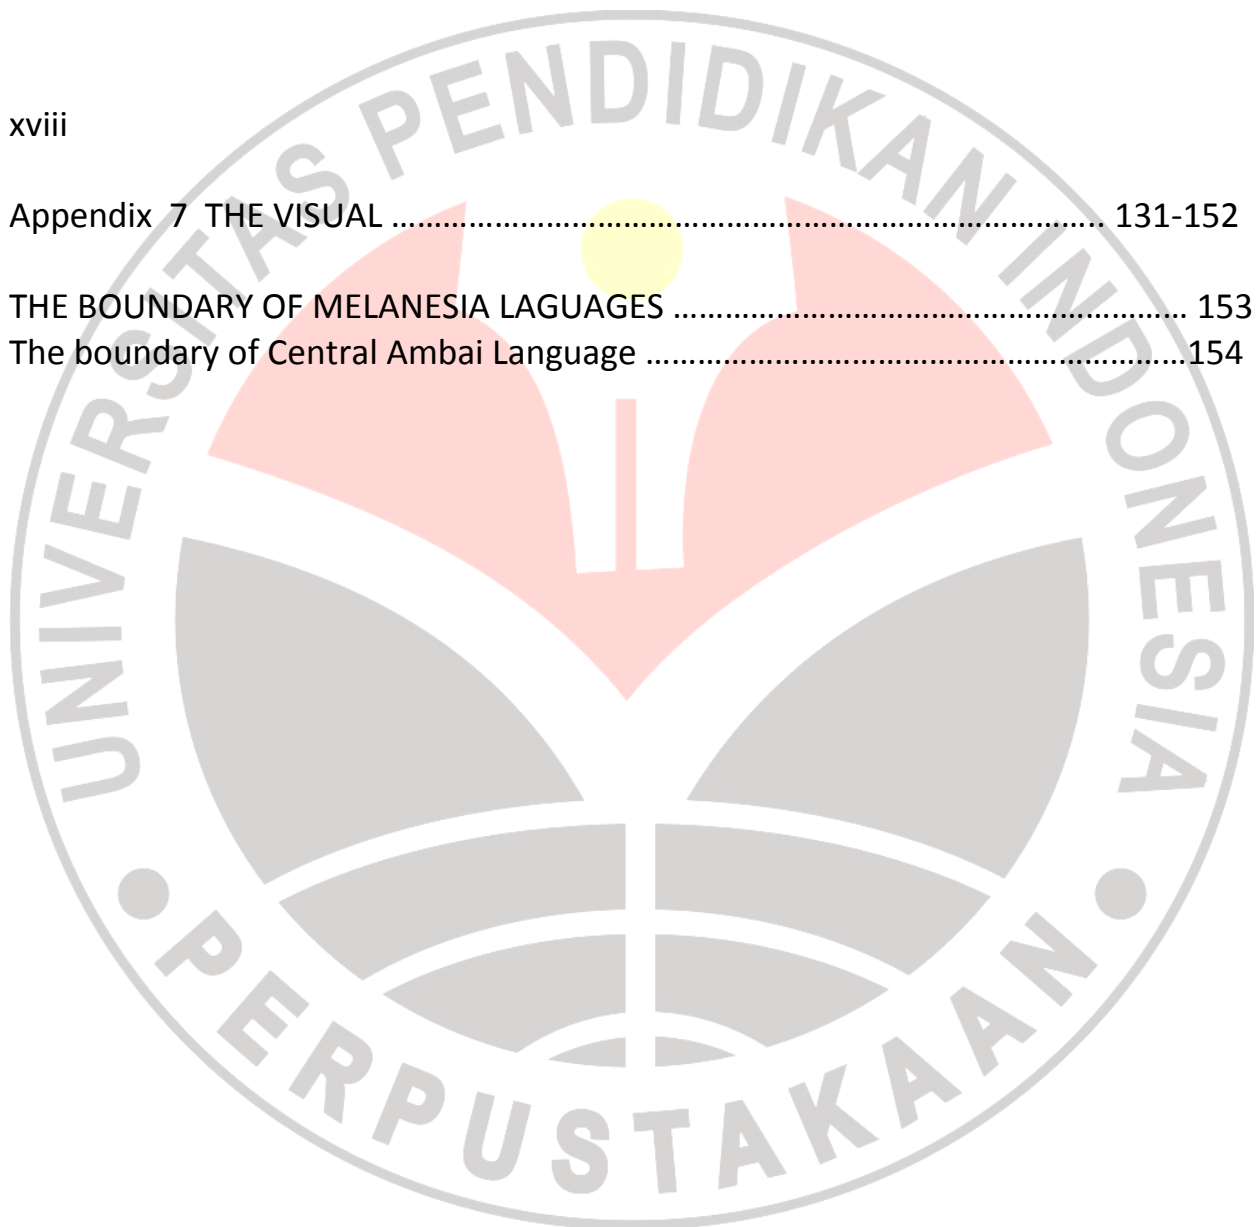 xviii
Appendix  7  THE VISUAL ……………………………………………………………………….. 131-152
THE BOUNDARY OF MELANESIA LAGUAGES …………………………………………………. 153
The boundary of Central Ambai Language ……………………………………………………154
UNIVERSITAS PENDIDIKAN INDONESIA
PERPUSTAKAAN